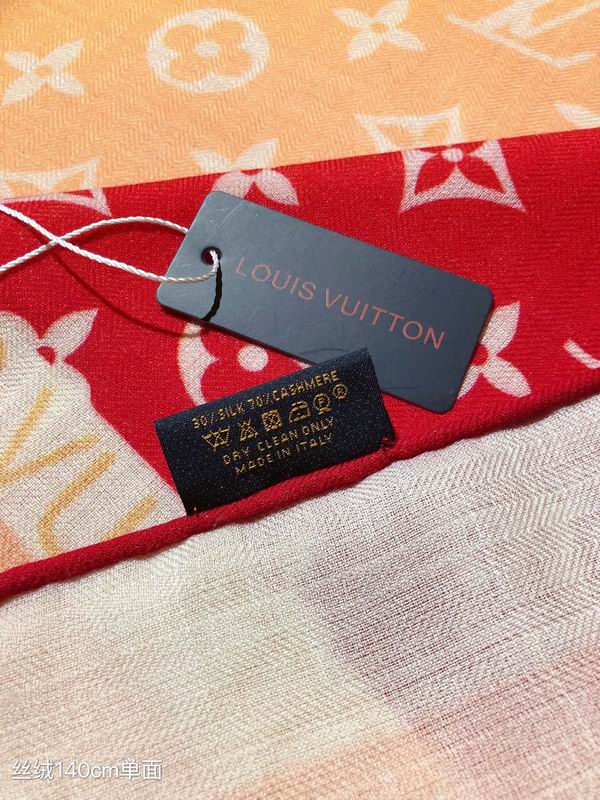 LOUIS VUITTON
30% SILK 70% CASHMERE
DRY CLEAN ONLY
MADE IN ITALY
丝绒140cm单面